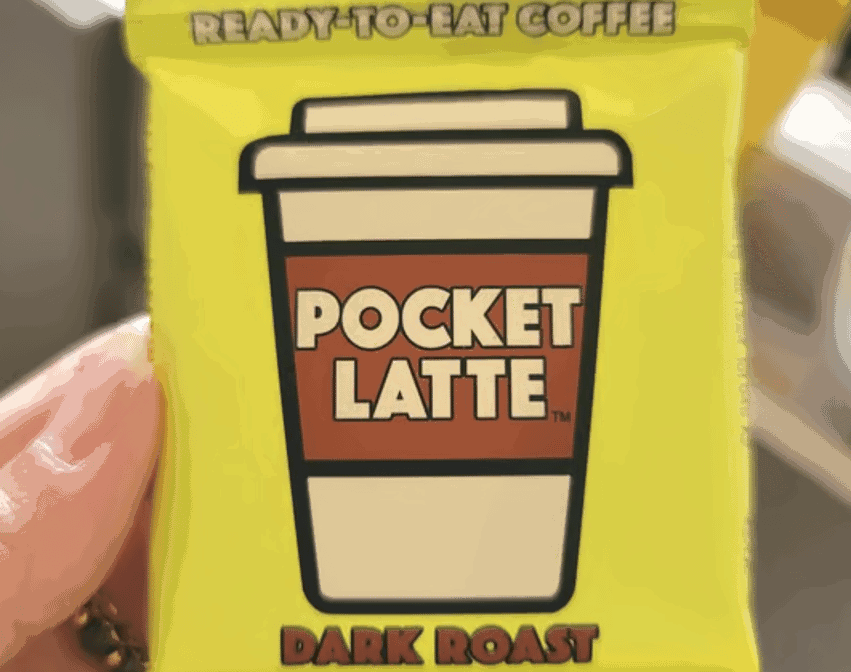 READY-TO-EAT COFFEE
POCKET
LATTE™
DARK ROAST